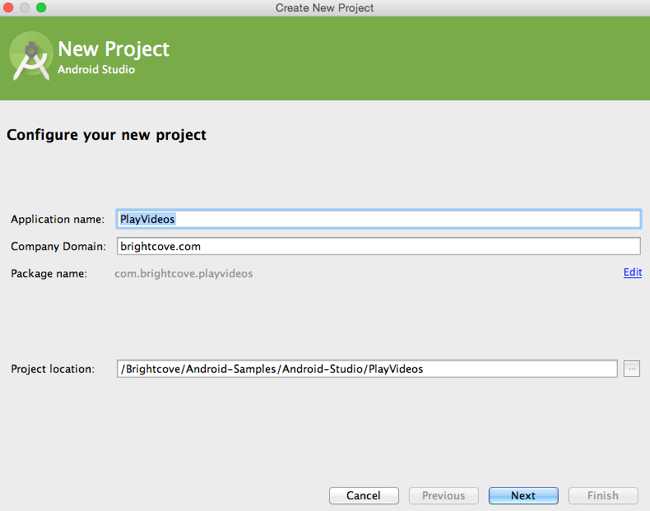 Create New Project
New Project
Android Studio
Configure your new project
Application name: PlayVideos
Company Domain: brightcove.com
Package name: com.brightcove.playvideos Edit
Project location: /Brightcove/Android-Samples/Android-Studio/PlayVideos ...
Cancel Previous Next Finish